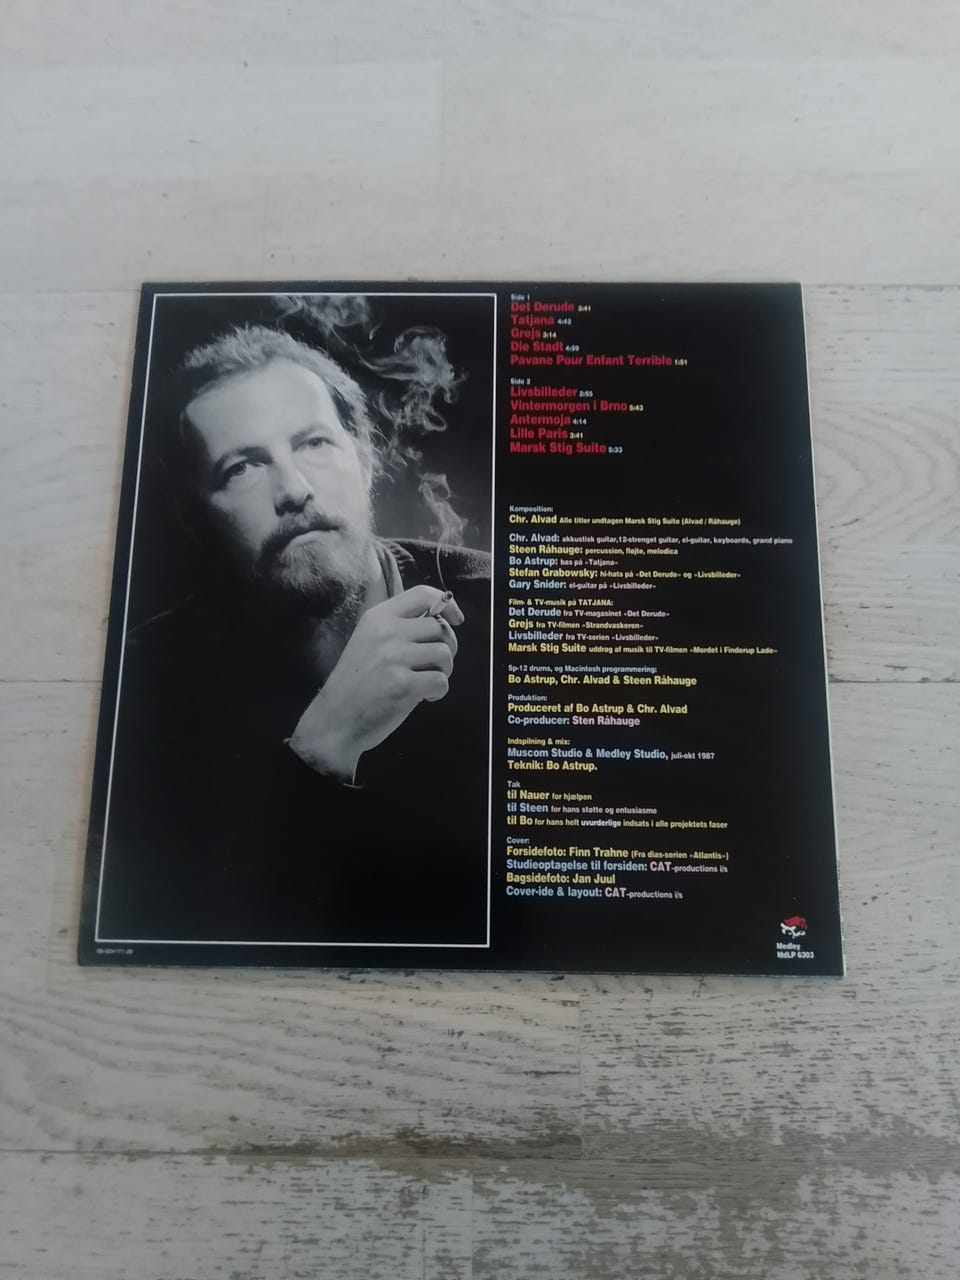 Side 1
Det Derude 3:41
Tatjana 4:42
Grejs 3:14
Die Stadt 4:59
Pavane Pour Enfant Terrible 1:51
Side 2
Livsbilleder 2:55
Vintermorgen i Brno 5:43
Antermoja 4:14
Lille Paris 3:41
Marsk Stig Suite 5:33
Komposition:
Chr. Alvad Alle titler undtagen Marsk Stig Suite (Alvad / Råhauge)
Chr. Alvad: akkustisk guitar,12-strenget guitar, el-guitar, keyboards, grand piano
Steen Råhauge: percussion, fløjte, melodica
Bo Astrup: bas på »Tatjana«
Stefan Grabowsky: hi-hats på »Det Derude« og »Livsbilleder«
Gary Snider: el-guitar på »Livsbilleder«
Film- & TV-musik på TATJANA:
Det Derude fra TV-magasinet »Det Derude«
Grejs fra TV-filmen »Strandvaskeren«
Livsbilleder fra TV-serien »Livsbilleder«
Marsk Stig Suite uddrag af musik til TV-filmen »Mordet i Finderup Lade«
Sp-12 drums, og Macintosh programmering:
Bo Astrup, Chr. Alvad & Steen Råhauge
Produktion:
Produceret af Bo Astrup & Chr. Alvad
Co-producer: Sten Råhauge
Indspilning & mix:
Muscom Studio & Medley Studio, juli-okt 1987
Teknik: Bo Astrup.
Tak
til Nauer for hjælpen
til Steen for hans støtte og entusiasme
til Bo for hans helt uvurderlige indsats i alle projektets faser
Cover:
Forsidefoto: Finn Trahne (Fra dias-serien »Atlantis«)
Studieoptagelse til forsiden: CAT-productions i/s
Bagsidefoto: Jan Juul
Cover-ide & layout: CAT-productions i/s
Medley
MdLP 6303